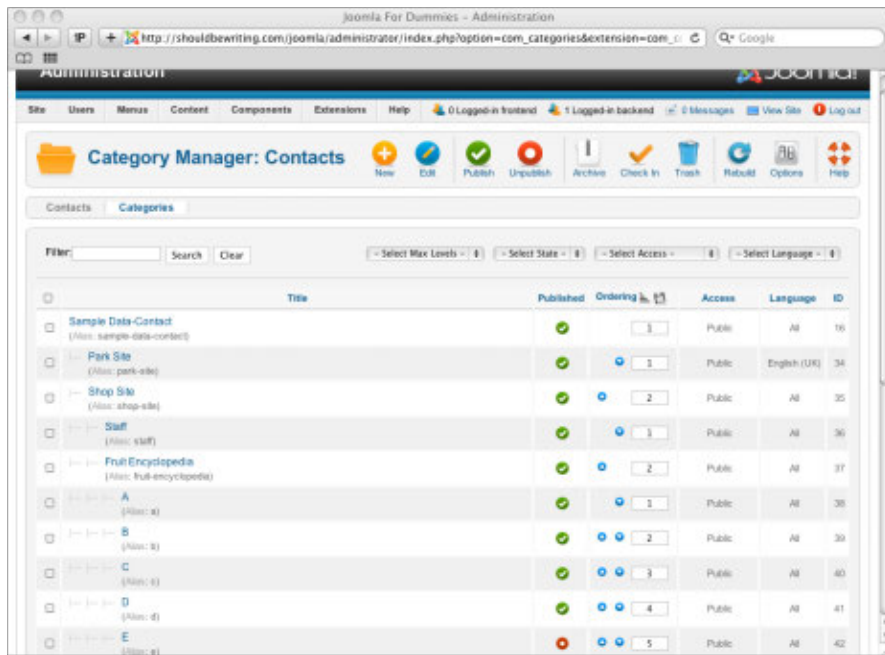 Joomla For Dummies – Administration
http://shouldbewriting.com/joomla/administrator/index.php?option=com_categories&extension=com_c
Google
Administration
Joomla!
Site Users Menus Content Components Extensions Help 0 Logged-in frontend 1 Logged-in backend 0 Messages View Site Log out
Category Manager: Contacts
New Edit Publish Unpublish Archive Check In Trash Rebuild Options Help
Contacts Categories
Filter: Search Clear - Select Max Levels - - Select State - - Select Access - - Select Language -
Title Published Ordering Access Language ID
Sample Data-Contact 1 Public All 16
(Alias: sample-data-contact)
Park Site 1 Public English (UK) 34
(Alias: park-site)
Shop Site 2 Public All 35
(Alias: shop-site)
Staff 1 Public All 36
(Alias: staff)
Fruit Encyclopedia 2 Public All 37
(Alias: fruit-encyclopedia)
A 1 Public All 38
(Alias: a)
B 2 Public All 39
(Alias: b)
C 3 Public All 40
(Alias: c)
D 4 Public All 41
(Alias: d)
E 5 Public All 42
(Alias: e)